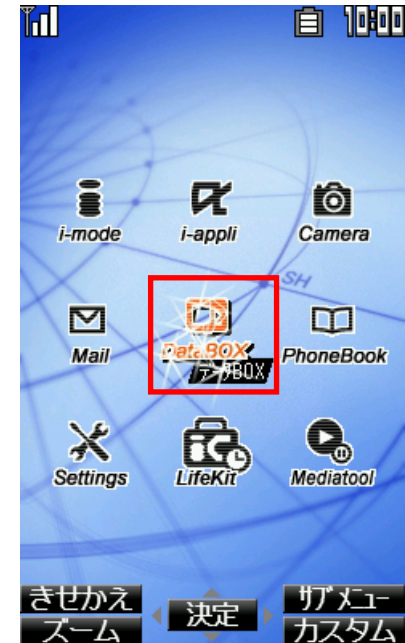 10:00
i-mode
i-appli
Camera
SH
Mail
DataBOX
データBOX
PhoneBook
Settings
LifeKit
Mediatool
きせかえ
サブメニュー
ズーム
決定
カスタム